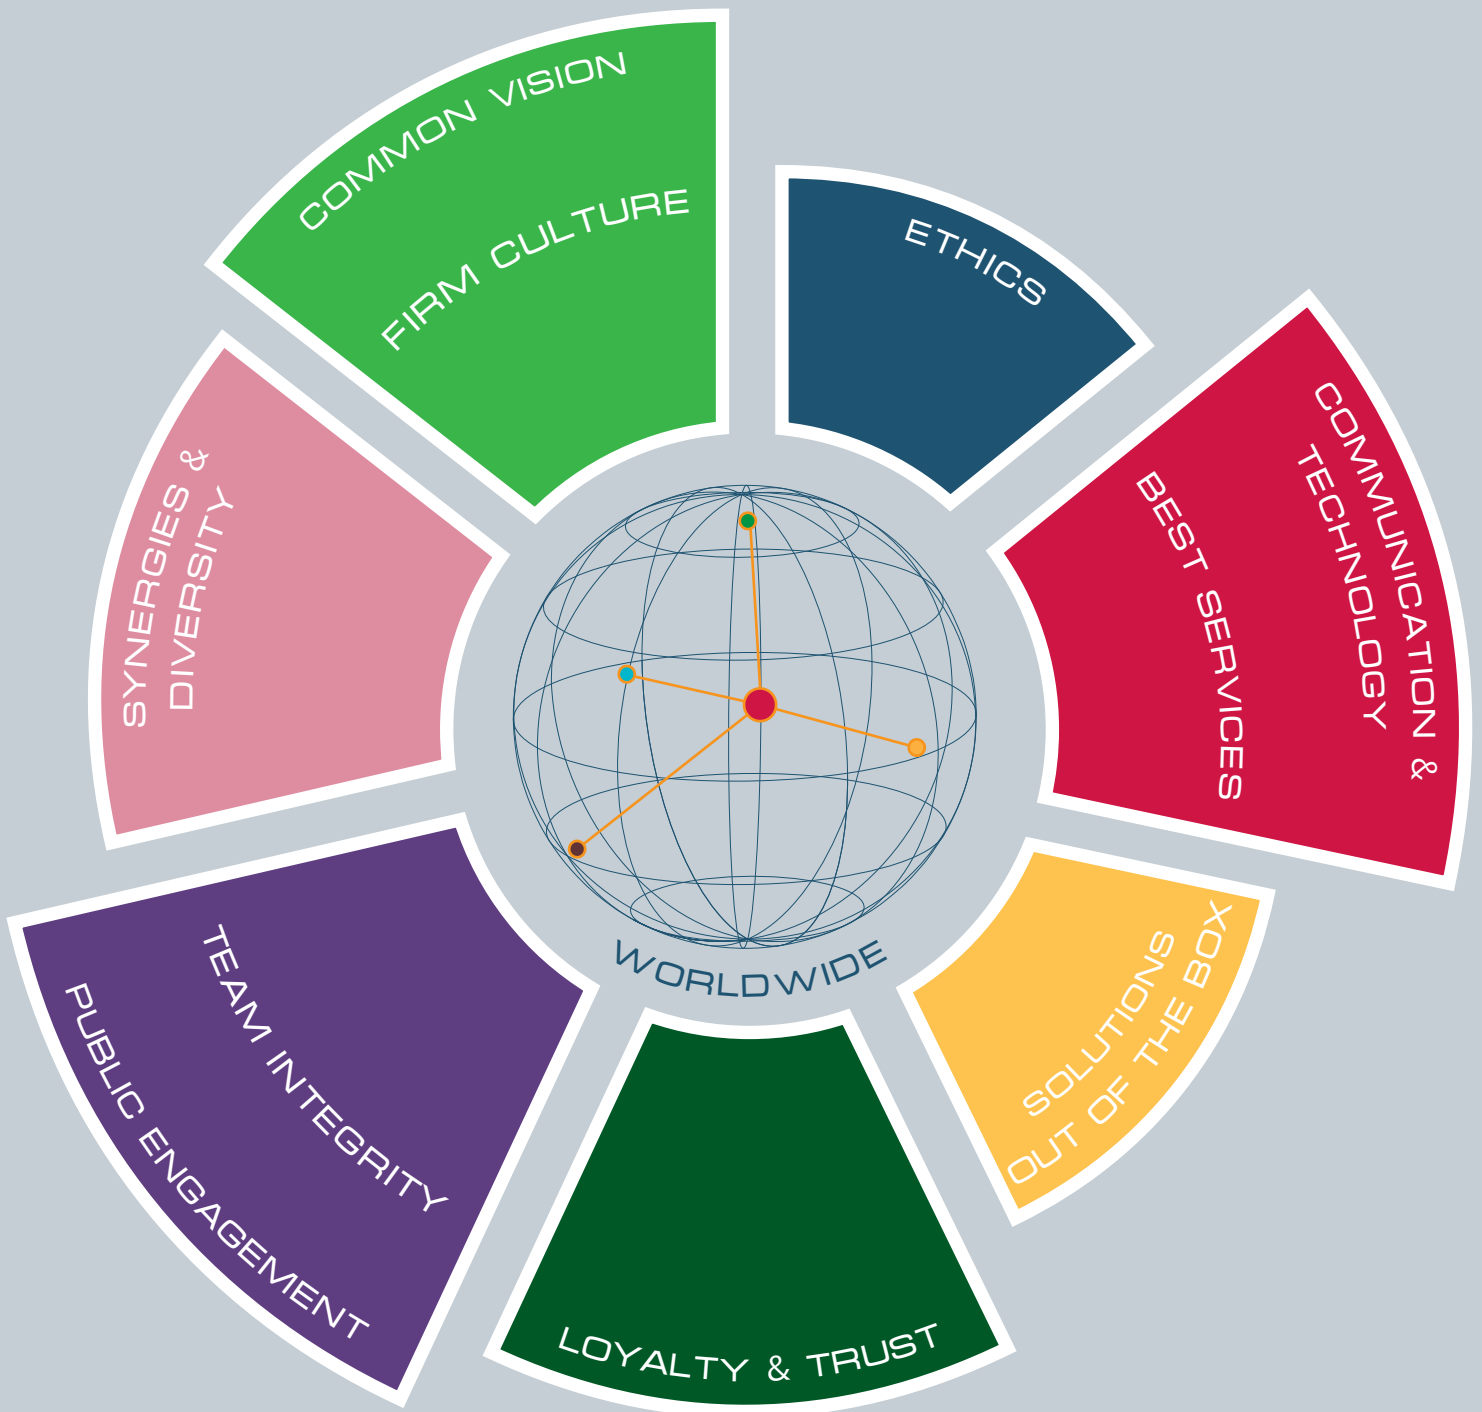 COMMON VISION
FIRM CULTURE
ETHICS
COMMUNICATION &
TECHNOLOGY
BEST SERVICES
SOLUTIONS
OUT OF THE BOX
LOYALTY & TRUST
TEAM INTEGRITY
PUBLIC ENGAGEMENT
SYNERGIES &
DIVERSITY
WORLDWIDE